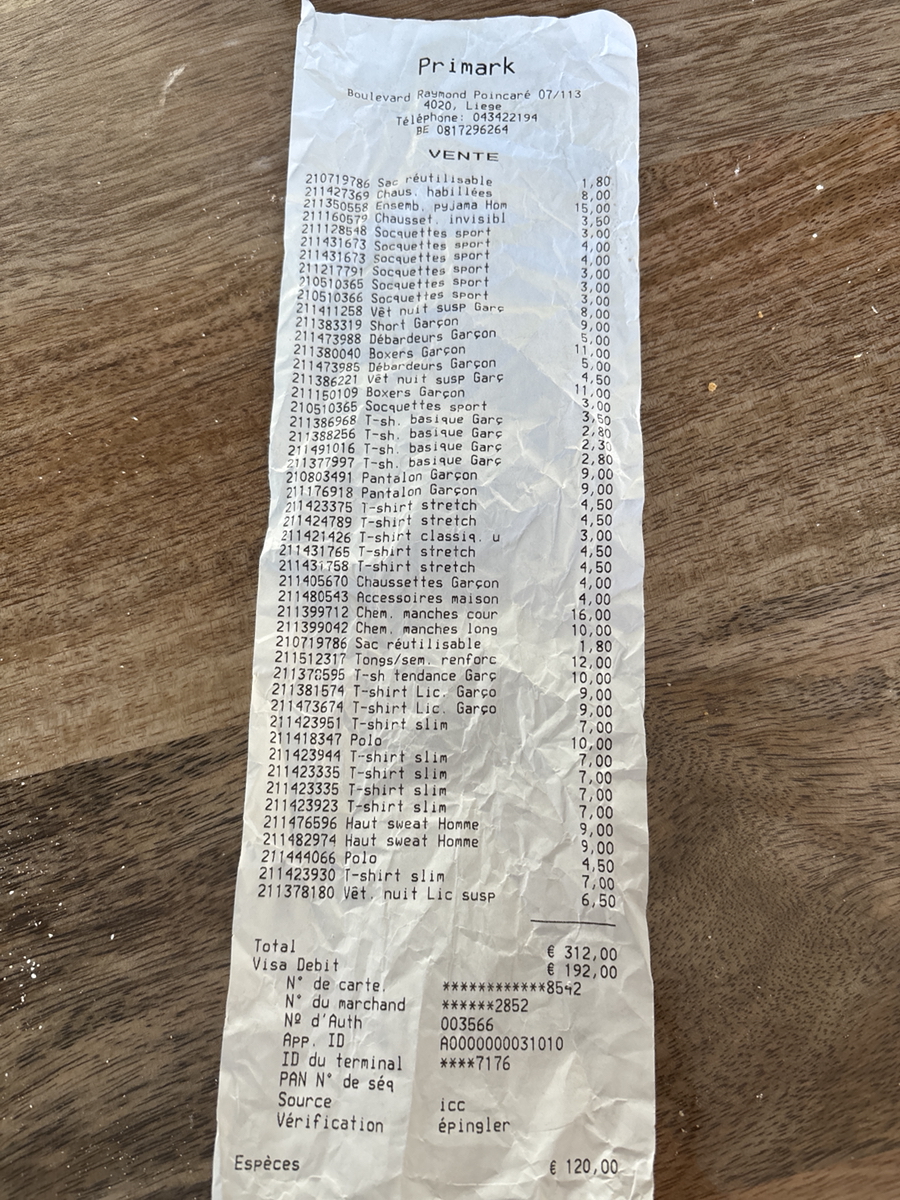 Primark
Boulevard Raymond Poincaré 07/113
4020, Liege
Téléphone: 043422194
BE 0817296264
VENTE
210719786 Sac réutilisable 1,80
211427369 Chaus. habillées 8,00
211350558 Ensemb. pyjama Hom 15,00
211160579 Chausset. invisibl 3,50
211128548 Socquettes sport 3,00
211431673 Socquettes sport 4,00
211431673 Socquettes sport 4,00
211217791 Socquettes sport 3,00
210510365 Socquettes sport 3,00
210510366 Socquettes sport 3,00
211411258 Vêt nuit susp Garç 8,00
211383319 Short Garçon 9,00
211473988 Débardeurs Garçon 5,00
211380040 Boxers Garçon 11,00
211473985 Débardeurs Garçon 5,00
211386221 Vêt nuit susp Garç 4,50
211150109 Boxers Garçon 11,00
210510365 Socquettes sport 3,00
211386968 T-sh. basique Garç 3,50
211388256 T-sh. basique Garç 2,80
211491016 T-sh. basique Garç 2,30
211377997 T-sh. basique Garç 2,80
210803491 Pantalon Garçon 9,00
211176918 Pantalon Garçon 9,00
211423375 T-shirt stretch 4,50
211424789 T-shirt stretch 4,50
211421426 T-shirt classiq. u 3,00
211431765 T-shirt stretch 4,50
211431758 T-shirt stretch 4,50
211405670 Chaussettes Garçon 4,00
211480543 Accessoires maison 4,00
211399712 Chem. manches cour 16,00
211399042 Chem. manches long 10,00
210719786 Sac réutilisable 1,80
211512317 Tongs/sem. renforc 12,00
211378595 T-sh tendance Garç 10,00
211381574 T-shirt Lic. Garço 9,00
211473674 T-shirt Lic. Garço 9,00
211423951 T-shirt slim 7,00
211418347 Polo 10,00
211423944 T-shirt slim 7,00
211423335 T-shirt slim 7,00
211423335 T-shirt slim 7,00
211423923 T-shirt slim 7,00
211476596 Haut sweat Homme 9,00
211482974 Haut sweat Homme 9,00
211444066 Polo 4,50
211423930 T-shirt slim 7,00
211378180 Vêt. nuit Lic susp 6,50
Total € 312,00
Visa Debit € 192,00
N° de carte. ************8542
N° du marchand ******2852
Nº d'Auth 003566
App. ID A0000000031010
ID du terminal ****7176
PAN N° de séq
Source icc
Vérification épingler
Espèces € 120,00